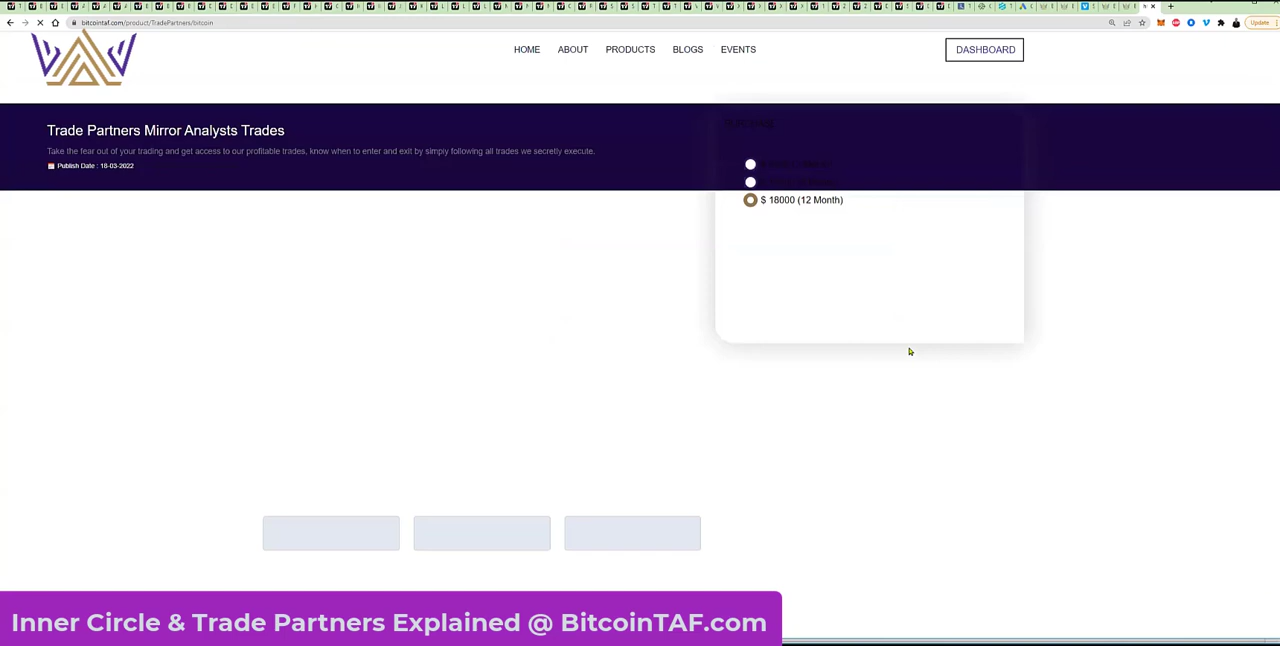 bitcointaf.com/product/TradePartners/bitcoin
Update
HOME ABOUT PRODUCTS BLOGS EVENTS DASHBOARD
Trade Partners Mirror Analysts Trades
Take the fear out of your trading and get access to our profitable trades, know when to enter and exit by simply following all trades we secretly execute.
Publish Date : 18-03-2022
$ 18000 (12 Month)
Inner Circle & Trade Partners Explained @ BitcoinTAF.com